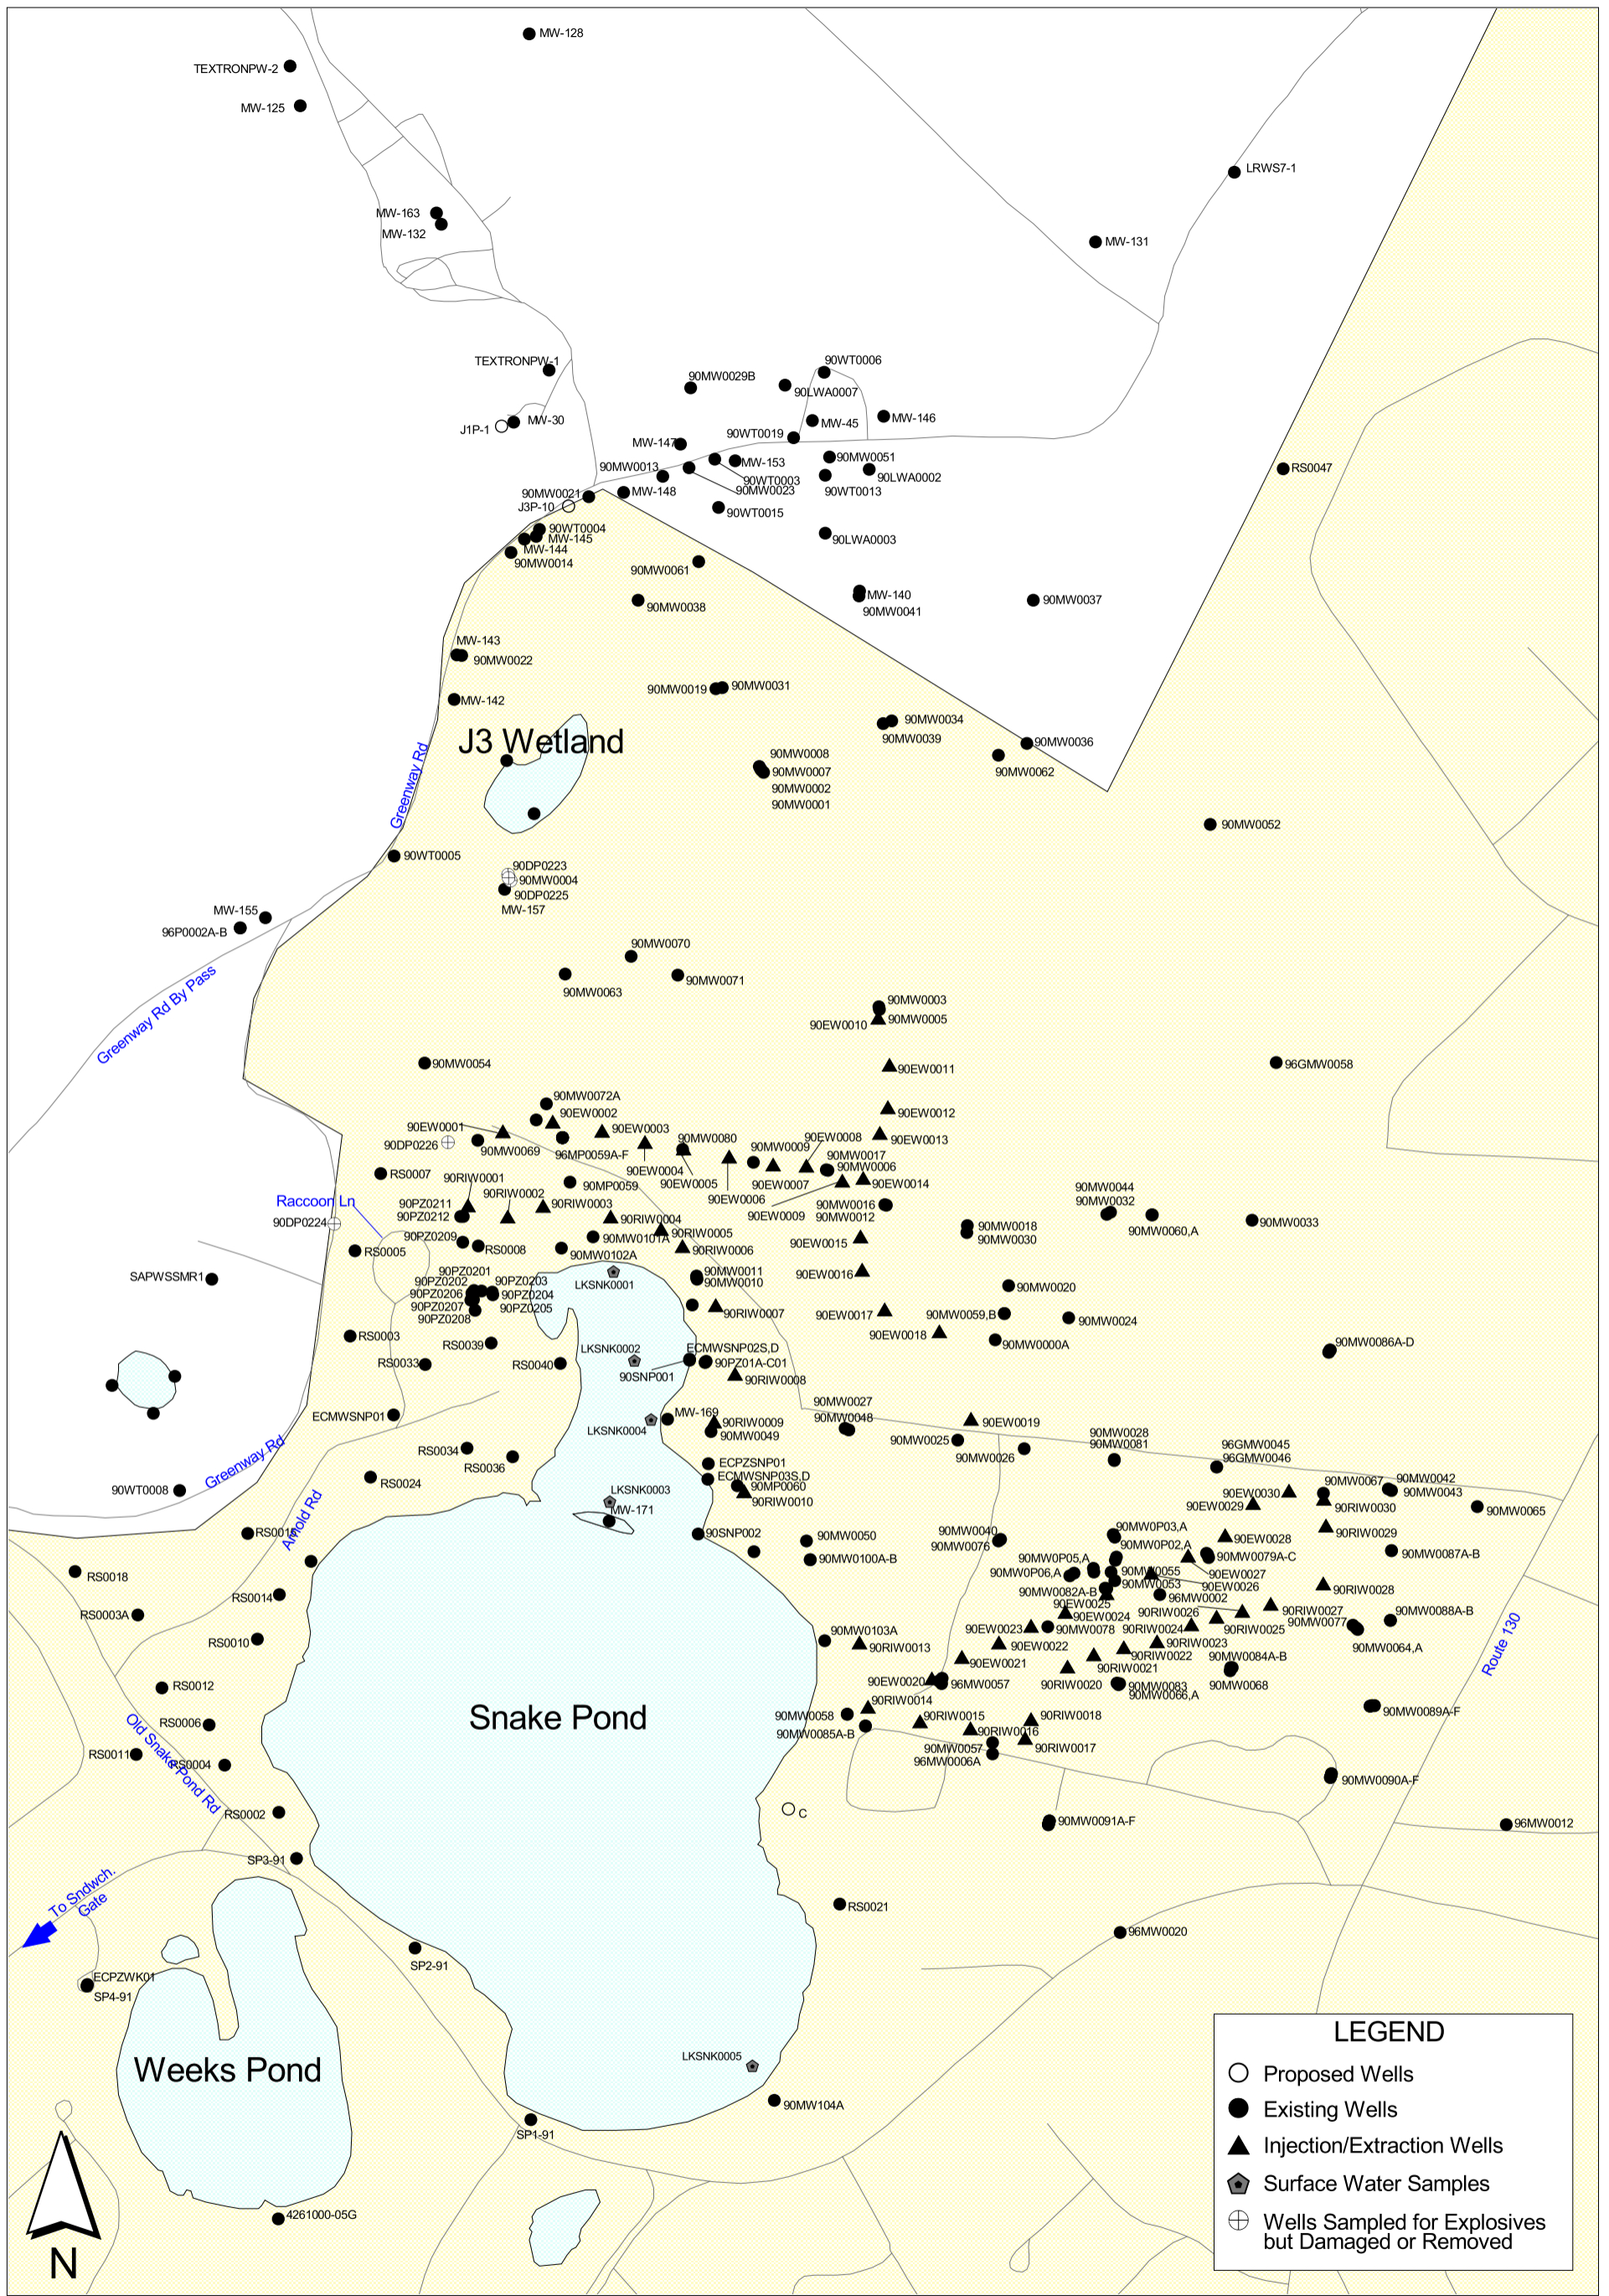 MW-128
TEXTRONPW-2
MW-125
LRWS7-1
MW-163
MW-132
MW-131
TEXTRONPW-1
90WT0006
90MW0029B
90LWA0007
MW-30
J1P-1
MW-45
MW-146
90WT0019
MW-147
90MW0051
MW-153
90MW0013
90LWA0002
RS0047
90WT0003
90MW0023
90WT0013
90MW0021
MW-148
J3P-10
90WT0015
90WT0004
MW-145
MW-144
90MW0014
90LWA0003
90MW0061
MW-140
90MW0041
90MW0037
90MW0038
MW-143
90MW0022
90MW0019
90MW0031
MW-142
90MW0034
90MW0039
J3 Wetland
90MW0036
90MW0062
90MW0008
90MW0007
90MW0002
90MW0001
Greenway Rd
90MW0052
90WT0005
90DP0223
90MW0004
90DP0225
MW-157
MW-155
96P0002A-B
90MW0070
90MW0063
90MW0071
Greenway Rd By Pass
90MW0003
90EW0010
90MW0005
90MW0054
90EW0011
96GMW0058
90MW0072A
90EW0002
90EW0012
90EW0001
90EW0003
90EW0013
90DP0226
90MW0069
96MP0059A-F
90MW0080
90MW0009
90EW0008
90EW0004
90MW0017
90MW0006
RS0007
90EW0005
90EW0007
90EW0014
90RIW0001
90MP0059
90EW0006
90RIW0002
Raccoon Ln
90PZ0211
90RIW0003
90EW0009
90MW0016
90MW0012
90MW0044
90MW0032
90PZ0212
90RIW0004
90DP0224
90MW0018
90MW0060,A
90MW0033
90RIW0005
90MW0030
90PZ0209
90MW0101A
90EW0015
RS0005
RS0008
90MW0102A
90RIW0006
SAPWSSMR1
90PZ0201
90PZ0202
90PZ0203
LKSNK0001
90MW0011
90MW0010
90EW0016
90MW0020
90PZ0206
90PZ0204
90PZ0207
90PZ0205
90PZ0208
90RIW0007
90EW0017
90MW0059,B
90MW0024
90EW0018
RS0003
RS0039
90MW0000A
90MW0086A-D
LKSNK0002
ECMWSNP02S,D
RS0033
RS0040
90PZ01A-C01
90SNP001
90RIW0008
ECMWSNP01
MW-169
90MW0027
90MW0048
90EW0019
LKSNK0004
90RIW0009
90MW0049
90MW0025
90MW0028
90MW0081
96GMW0045
96GMW0046
RS0034
90MW0026
Greenway Rd
RS0036
ECPZSNP01
RS0024
ECMWSNP03S,D
90MW0067
90MW0042
90WT0008
LKSNK0003
90MP0060
90EW0030
90MW0043
90RIW0010
90EW0029
90RIW0030
90MW0065
MW-171
Arnold Rd
RS0015
90SNP002
90MW0050
90MW0040
90MW0076
90MW0P03,A
90RIW0029
90EW0028
90MW0P02,A
90MW0100A-B
90MW0P05,A
90MW0079A-C
90MW0087A-B
RS0018
90MW0P06,A
90MW0055
90EW0027
90MW0053
90EW0026
90RIW0028
RS0014
90MW0082A-B
96MW0002
90EW0025
RS0003A
90EW0024
90RIW0026
90RIW0027
90MW0088A-B
90EW0023
90MW0078
90RIW0024
90RIW0025
90MW0077
RS0010
90MW0103A
90RIW0013
90EW0022
90RIW0023
90MW0064,A
90RIW0022
90EW0021
90RIW0021
90MW0084A-B
Route 130
RS0012
90EW0020
96MW0057
90RIW0020
90MW0083
90MW0068
90MW0066,A
Snake Pond
90RIW0014
90MW0089A-F
90MW0058
90RIW0015
90RIW0018
RS0006
90MW0085A-B
90RIW0016
Old Snake Pond Rd
90MW0057
90RIW0017
RS0011
96MW0006A
RS0004
90MW0090A-F
RS0002
C
90MW0091A-F
96MW0012
SP3-91
To Sndwch.
Gate
RS0021
96MW0020
SP2-91
ECPZWK01
SP4-91
LEGEND
Weeks Pond
LKSNK0005
Proposed Wells
90MW104A
Existing Wells
SP1-91
Injection/Extraction Wells
Surface Water Samples
4261000-05G
Wells Sampled for Explosives
but Damaged or Removed
N